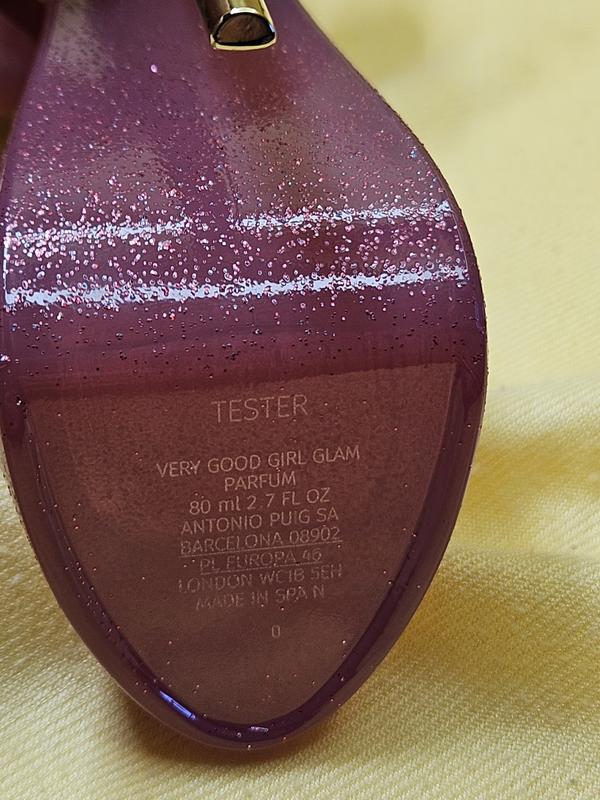 TESTER
VERY GOOD GIRL GLAM
PARFUM
80 ml 2.7 FL OZ
ANTONIO PUIG SA
BARCELONA 08902
PL EUROPA 46
LONDON WC1B 5EH
MADE IN SPAIN
0